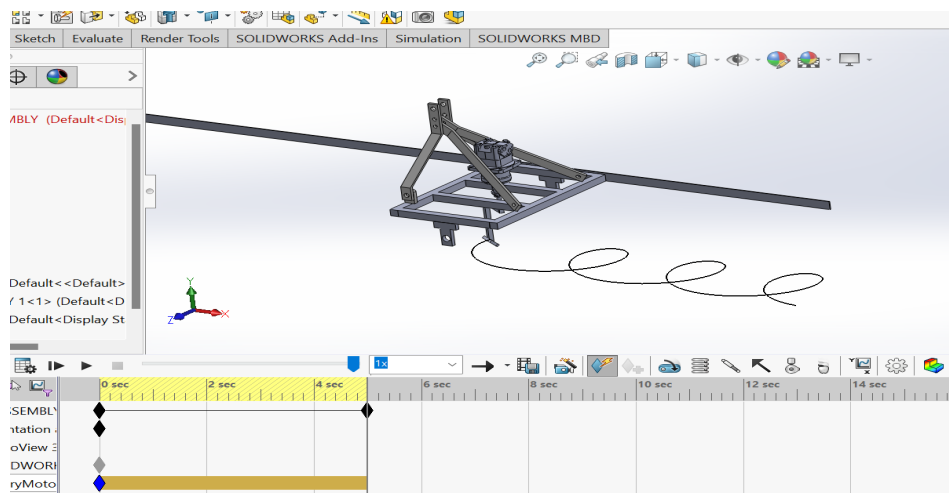 Sketch Evaluate Render Tools SOLIDWORKS Add-Ins Simulation SOLIDWORKS MBD
MBLY (Default<Dis
Default<<Default>
Y 1<1> (Default<D
Default<Display St
Y
Z X
1x
0 sec 2 sec 4 sec 6 sec 8 sec 10 sec 12 sec 14 sec
SSEMBLY
ntation
oView
DWORK
ryMoto